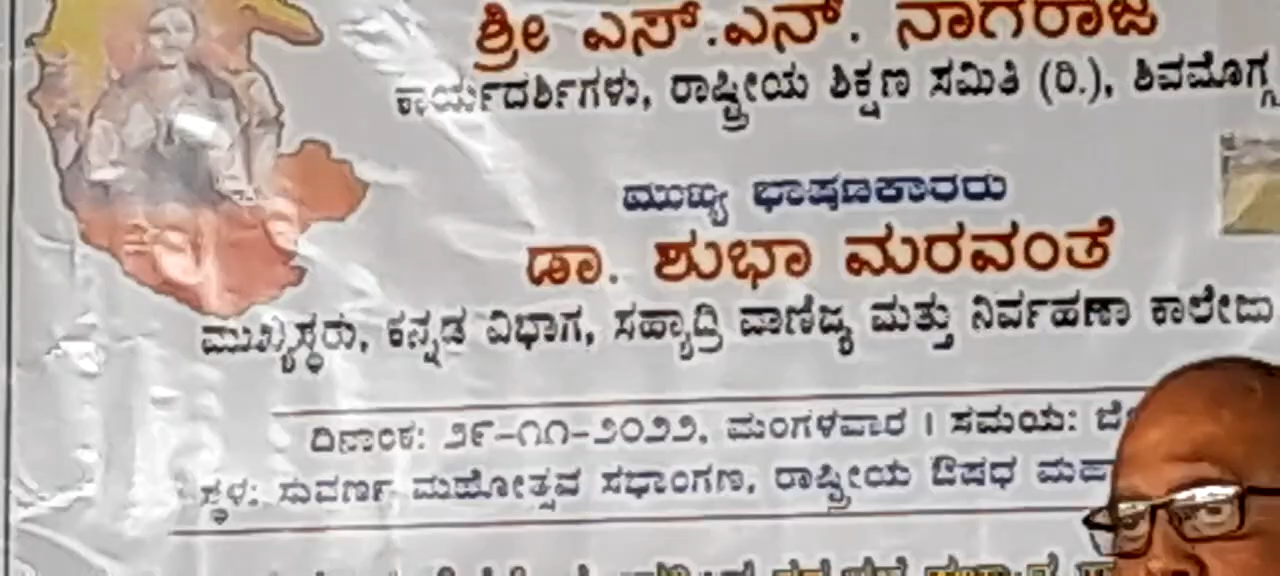 ಶ್ರೀ ಎಸ್.ಎನ್. ನಾಗರಾಜ
ಕಾರ್ಯದರ್ಶಿಗಳು, ರಾಷ್ಟ್ರೀಯ ಶಿಕ್ಷಣ ಸಮಿತಿ (ರಿ.), ಶಿವಮೊಗ್ಗ
ಮುಖ್ಯ ಭಾಷಣಕಾರರು
ಡಾ. ಶುಭಾ ಮರವಂತೆ
ಮುಖ್ಯಸ್ಥರು, ಕನ್ನಡ ವಿಭಾಗ, ಸಹ್ಯಾದ್ರಿ ವಾಣಿಜ್ಯ ಮತ್ತು ನಿರ್ವಹಣಾ ಕಾಲೇಜು
ದಿನಾಂಕ: ೨೯-೧೧-೨೦೨೨, ಮಂಗಳವಾರ | ಸಮಯ:
ಸ್ಥಳ: ಸುವರ್ಣ ಮಹೋತ್ಸವ ಸಭಾಂಗಣ, ರಾಷ್ಟ್ರೀಯ ಔಷಧ